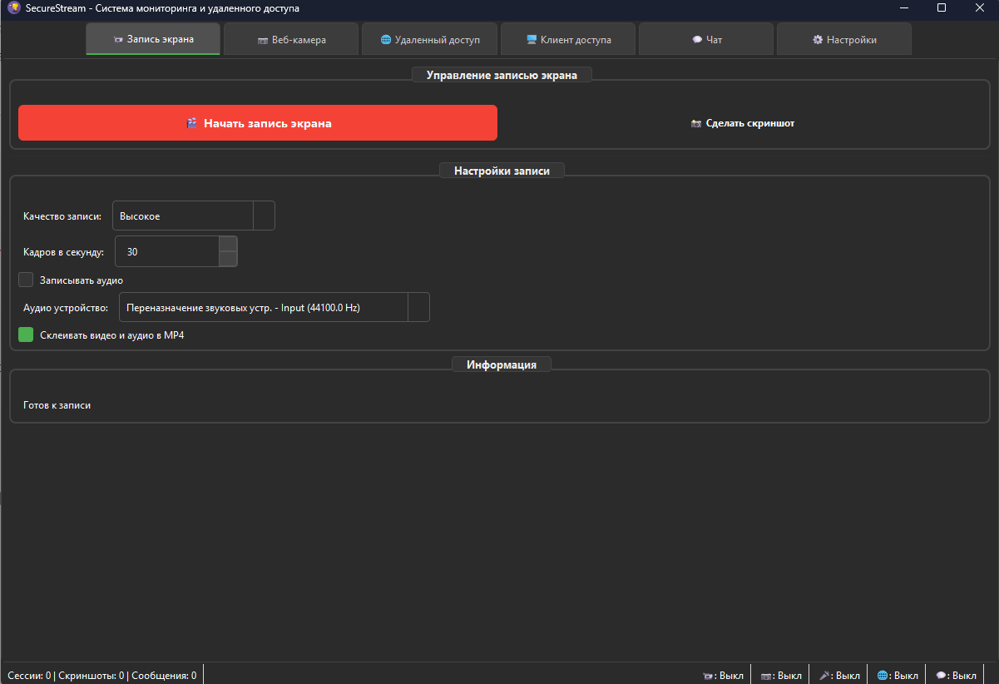 SecureStream - Система мониторинга и удаленного доступа
Запись экрана
Веб-камера
Удаленный доступ
Клиент доступа
Чат
Настройки
Управление записью экрана
Начать запись экрана
Сделать скриншот
Настройки записи
Качество записи: Высокое
Кадров в секунду: 30
Записывать аудио
Аудио устройство: Переназначение звуковых устр. - Input (44100.0 Hz)
Склеивать видео и аудио в MP4
Информация
Готов к записи
Сессии: 0 | Скриншоты: 0 | Сообщения: 0
: Выкл
: Выкл
: Выкл
: Выкл
: Выкл